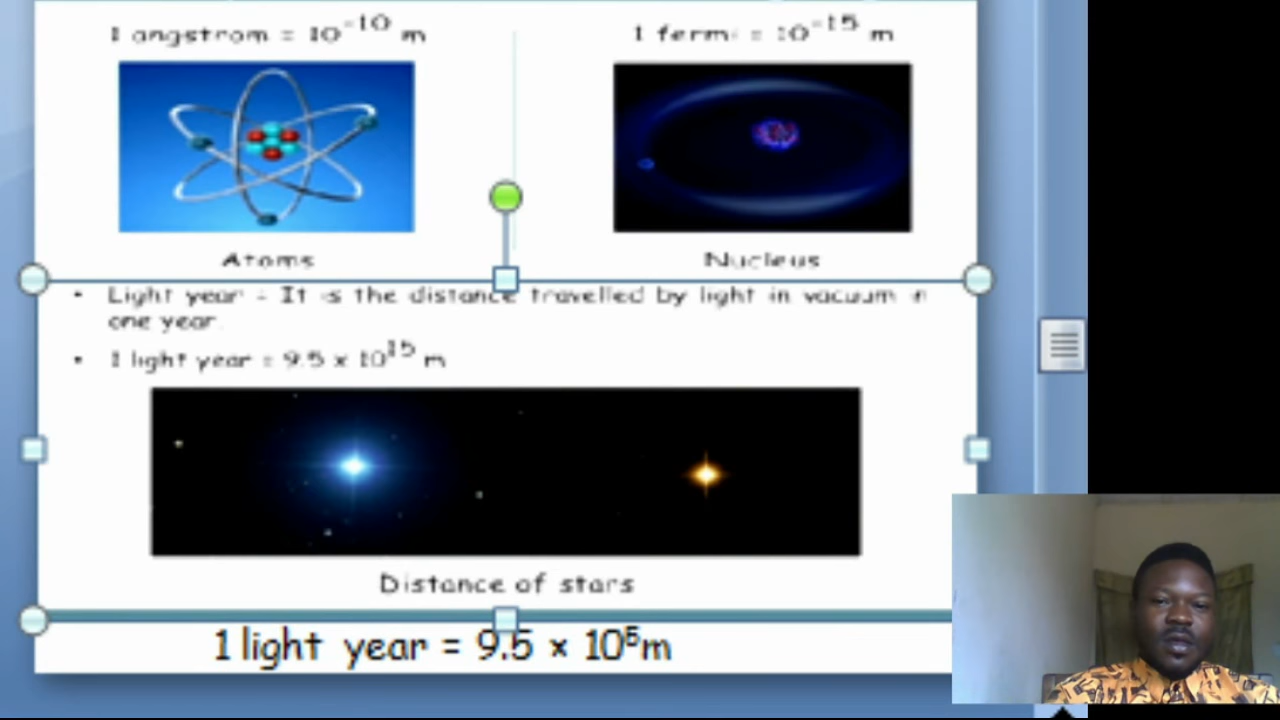 1 angstrom = 10⁻¹⁰ m
1 fermi = 10⁻¹⁵ m
Atoms
Nucleus
• Light year - It is the distance travelled by light in vacuum in
one year.
• 1 light year = 9.5 x 10¹⁵ m
Distance of stars
1 light year = 9.5 x 10⁵m